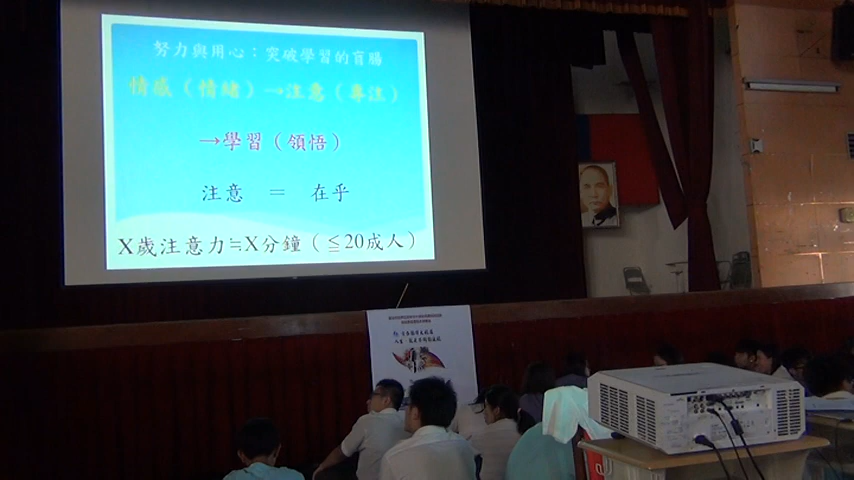 努力與用心：突破學習的盲腸
情感（情緒）→注意（專注）
→學習（領悟）
注意 ＝ 在乎
X歲注意力≒X分鐘（≦20成人）